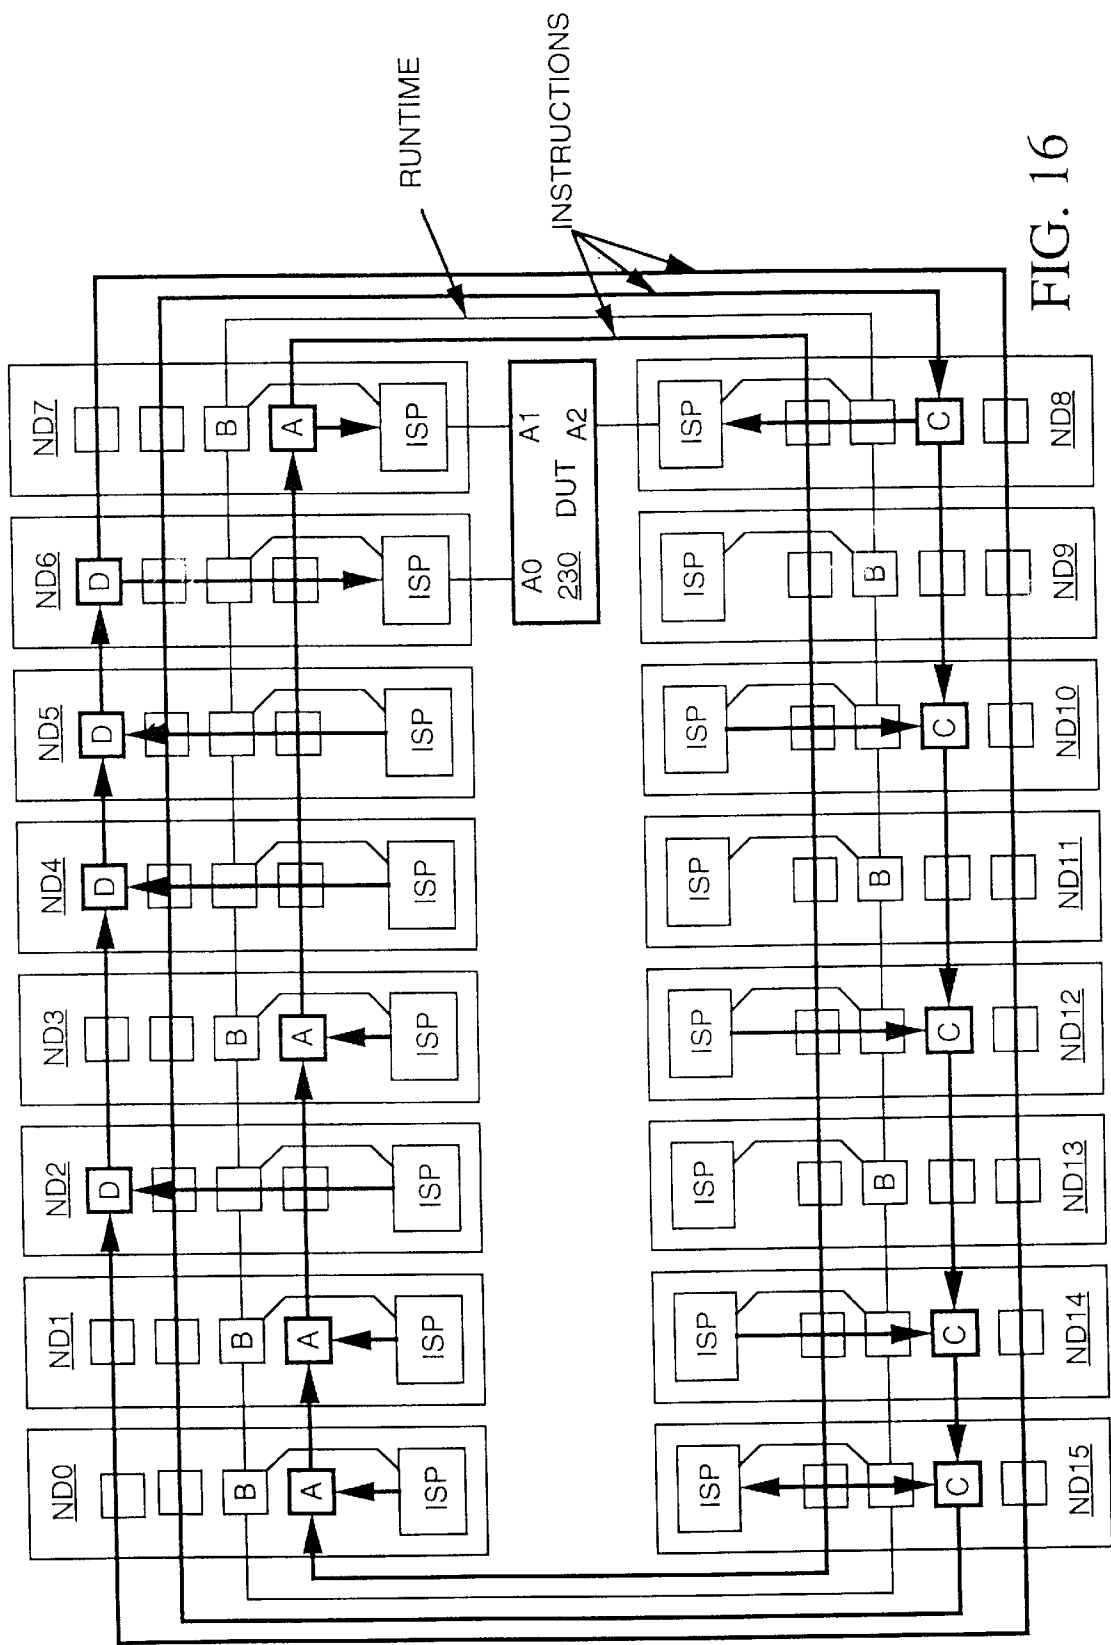 ND0 ND1 ND2 ND3 ND4 ND5 ND6 ND7
D D D D
B B B B
A A A A
ISP ISP ISP ISP ISP ISP ISP ISP
RUNTIME
A0 A1
230 DUT A2
INSTRUCTIONS
ISP ISP ISP ISP ISP ISP ISP ISP
B B B
C C C C C
ND15 ND14 ND13 ND12 ND11 ND10 ND9 ND8
FIG. 16